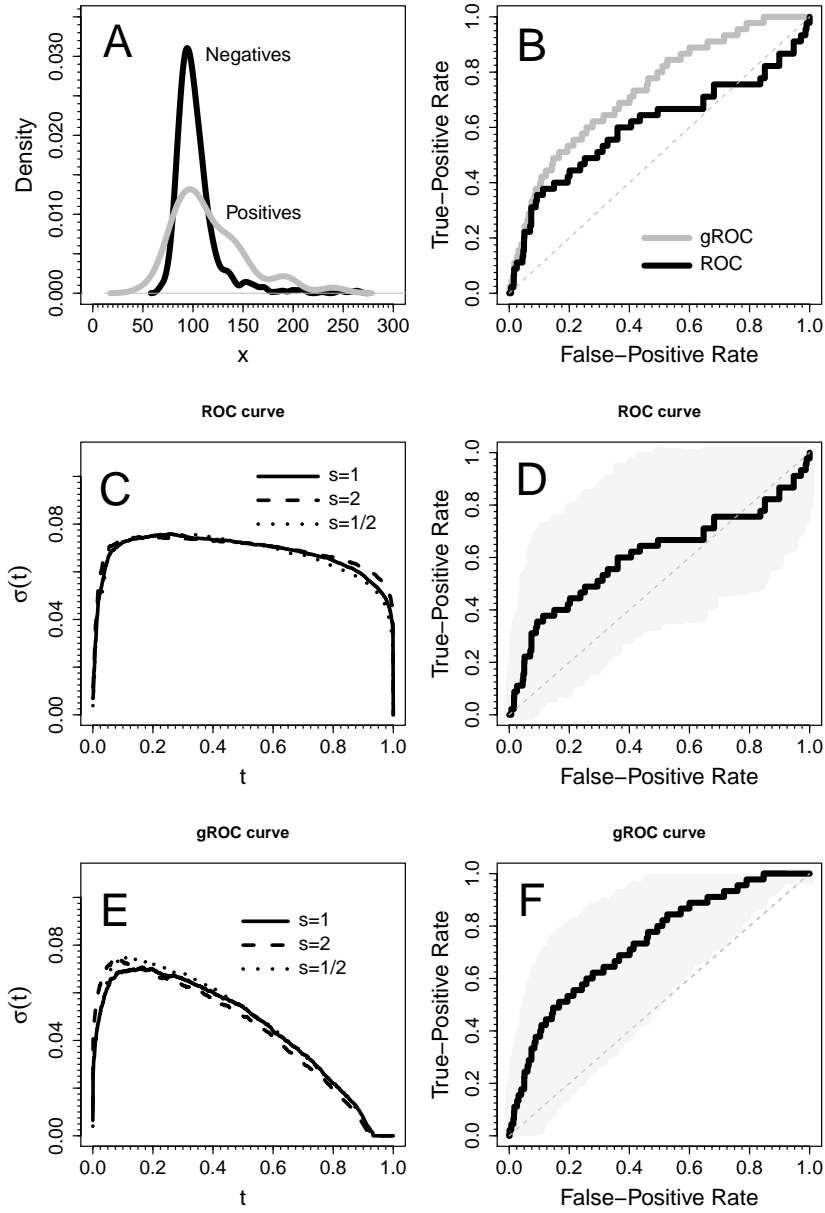 A
Negatives
Positives
Density
0.000 0.010 0.020 0.030
0 50 100 150 200 250 300
x
B
gROC
ROC
True−Positive Rate
0.0 0.2 0.4 0.6 0.8 1.0
0.0 0.2 0.4 0.6 0.8 1.0
False−Positive Rate
ROC curve
C
s=1
s=2
s=1/2
σ(t)
0.00 0.04 0.08
0.0 0.2 0.4 0.6 0.8 1.0
t
ROC curve
D
True−Positive Rate
0.0 0.2 0.4 0.6 0.8 1.0
0.0 0.2 0.4 0.6 0.8 1.0
False−Positive Rate
gROC curve
E
s=1
s=2
s=1/2
σ(t)
0.00 0.04 0.08
0.0 0.2 0.4 0.6 0.8 1.0
t
gROC curve
F
True−Positive Rate
0.0 0.2 0.4 0.6 0.8 1.0
0.0 0.2 0.4 0.6 0.8 1.0
False−Positive Rate